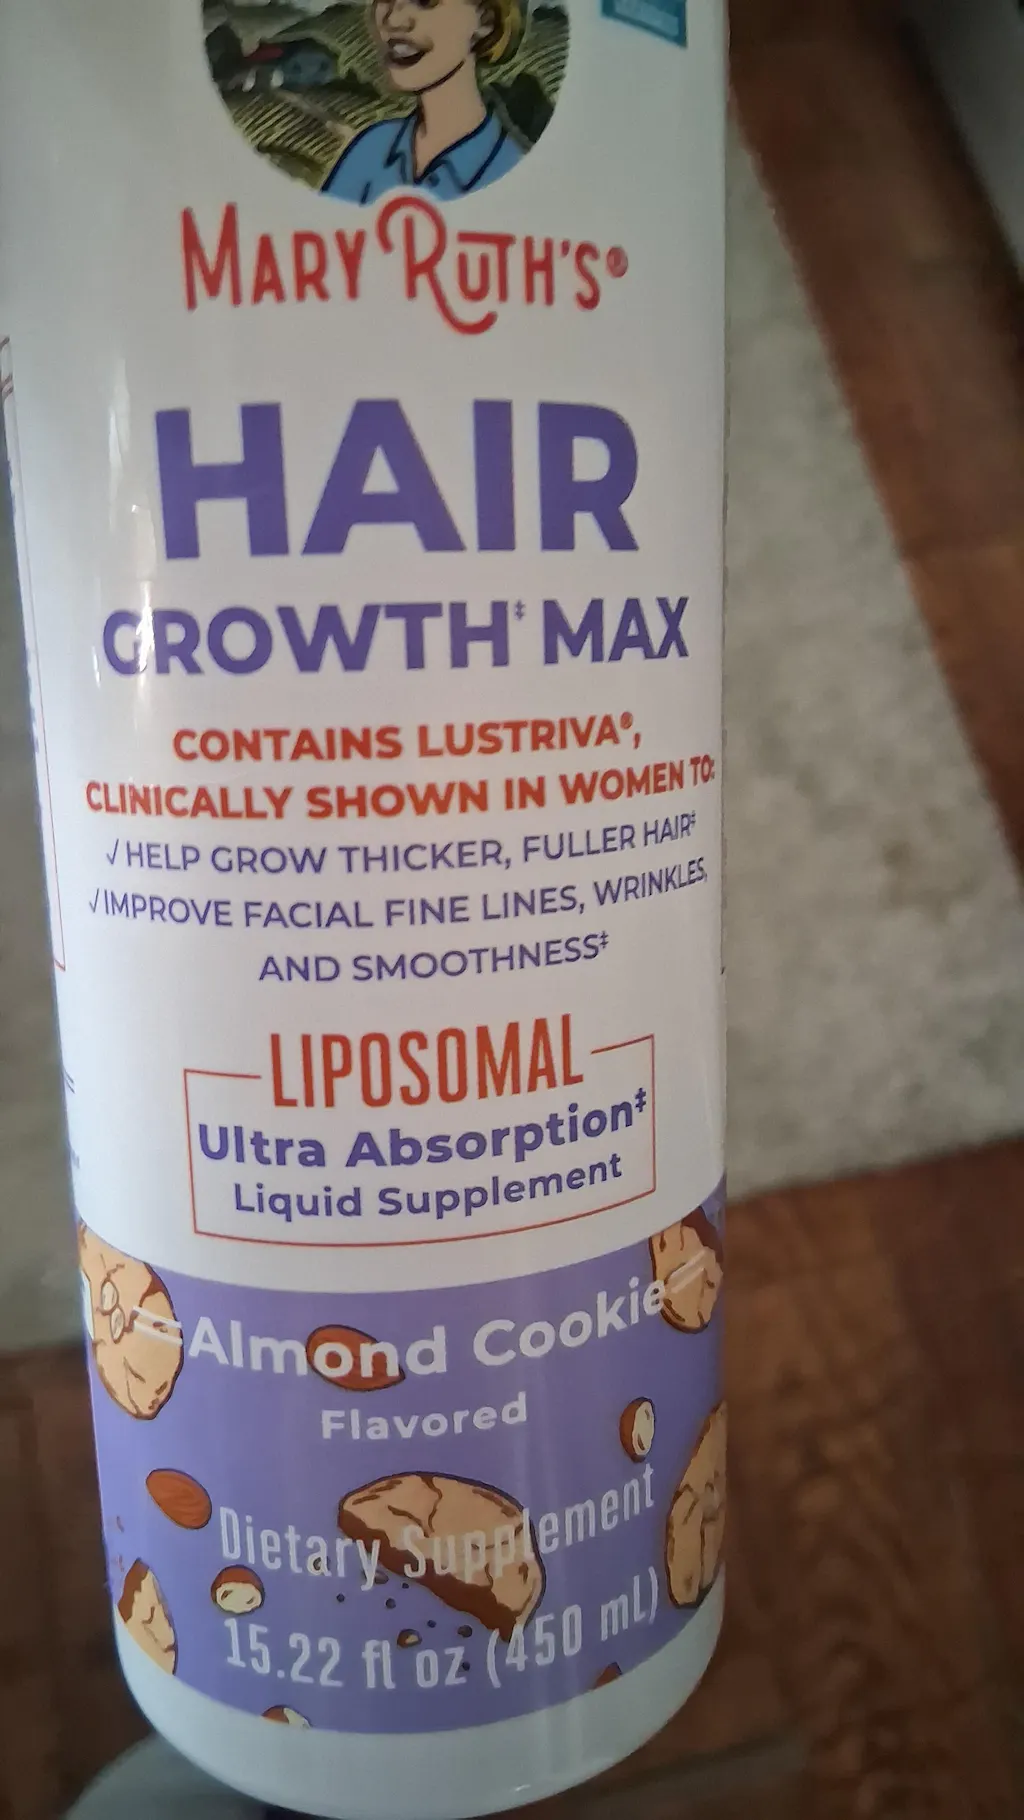 MARY RUTH'S®
HAIR
GROWTH‡ MAX
CONTAINS LUSTRIVA®,
CLINICALLY SHOWN IN WOMEN TO:
√HELP GROW THICKER, FULLER HAIR‡
√IMPROVE FACIAL FINE LINES, WRINKLES,
AND SMOOTHNESS‡
LIPOSOMAL
Ultra Absorption‡
Liquid Supplement
Almond Cookie
Flavored
Dietary Supplement
15.22 fl oz (450 mL)